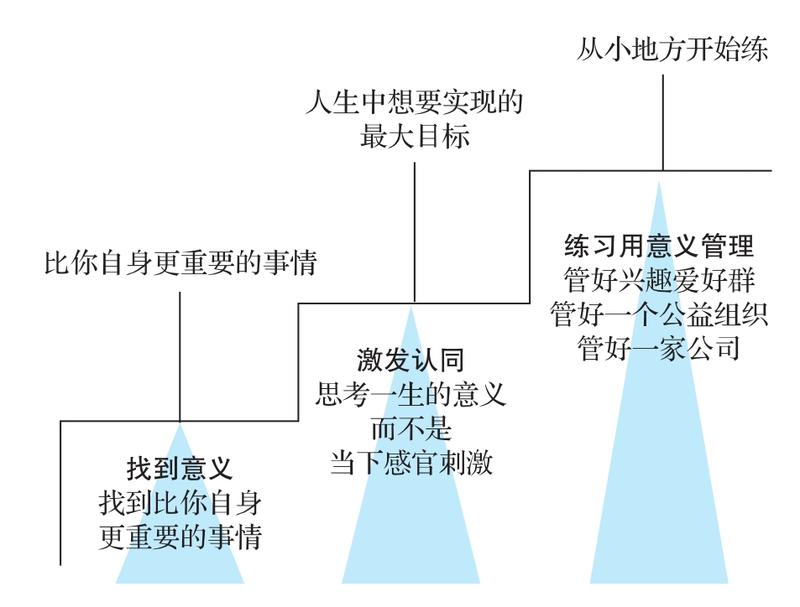 从小地方开始练
人生中想要实现的
最大目标
比你自身更重要的事情
练习用意义管理
管好兴趣爱好群
管好一个公益组织
管好一家公司
激发认同
思考一生的意义
而不是
当下感官刺激
找到意义
找到比你自身
更重要的事情